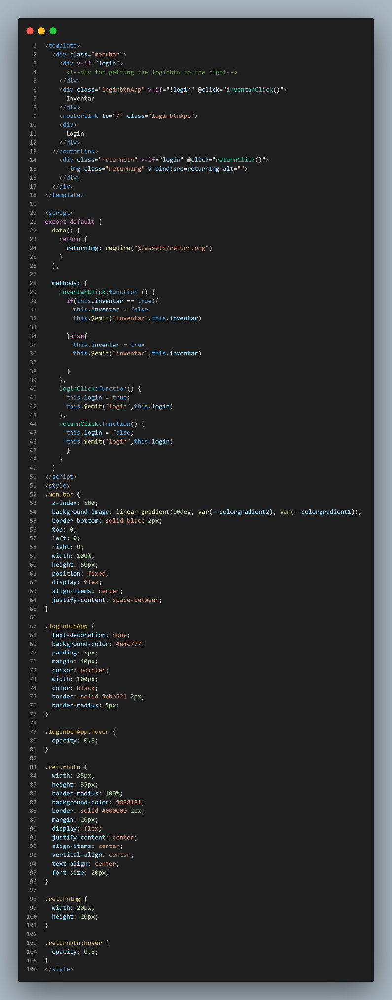 1 <template>
2   <div class="menubar">
3     <div v-if="login">
4       <!--div for getting the loginbtn to the right-->
5     </div>
6     <div class="loginbtnApp" v-if="!login" @click="inventarClick()">
7       Inventar
8     </div>
9     <routerLink to="/" class="loginbtnApp">
10     <div>
11       Login
12     </div>
13   </routerLink>
14     <div class="returnbtn" v-if="login" @click="returnClick()">
15       <img class="returnImg" v-bind:src=returnImg alt="">
16     </div>
17   </div>
18 </template>
19
20 <script>
21 export default {
22   data() {
23     return {
24       returnImg: require("@/assets/return.png")
25     }
26   },
27
28   methods: {
29     inventarClick:function () {
30       if(this.inventar == true){
31         this.inventar = false
32         this.$emit("inventar",this.inventar)
33
34       }else{
35         this.inventar = true
36         this.$emit("inventar",this.inventar)
37
38       }
39     },
40     loginClick:function() {
41       this.login = true;
42       this.$emit("login",this.login)
43     },
44     returnClick:function() {
45       this.login = false;
46       this.$emit("login",this.login)
47       }
48     }
49   }
50 </script>
51 <style>
52 .menubar {
53   z-index: 500;
54   background-image: linear-gradient(90deg, var(--colorgradient2), var(--colorgradient1));
55   border-bottom: solid black 2px;
56   top: 0;
57   left: 0;
58   right: 0;
59   width: 100%;
60   height: 50px;
61   position: fixed;
62   display: flex;
63   align-items: center;
64   justify-content: space-between;
65 }
66
67 .loginbtnApp {
68   text-decoration: none;
69   background-color: #e4c777;
70   padding: 5px;
71   margin: 40px;
72   cursor: pointer;
73   width: 100px;
74   color: black;
75   border: solid #ebb521 2px;
76   border-radius: 5px;
77 }
78
79 .loginbtnApp:hover {
80   opacity: 0.8;
81 }
82
83 .returnbtn {
84   width: 35px;
85   height: 35px;
86   border-radius: 100%;
87   background-color: #838181;
88   border: solid #000000 2px;
89   margin: 20px;
90   display: flex;
91   justify-content: center;
92   align-items: center;
93   vertical-align: center;
94   text-align: center;
95   font-size: 20px;
96 }
97
98 .returnImg {
99   width: 20px;
100   height: 20px;
101 }
102
103 .returnbtn:hover {
104   opacity: 0.8;
105 }
106 </style>